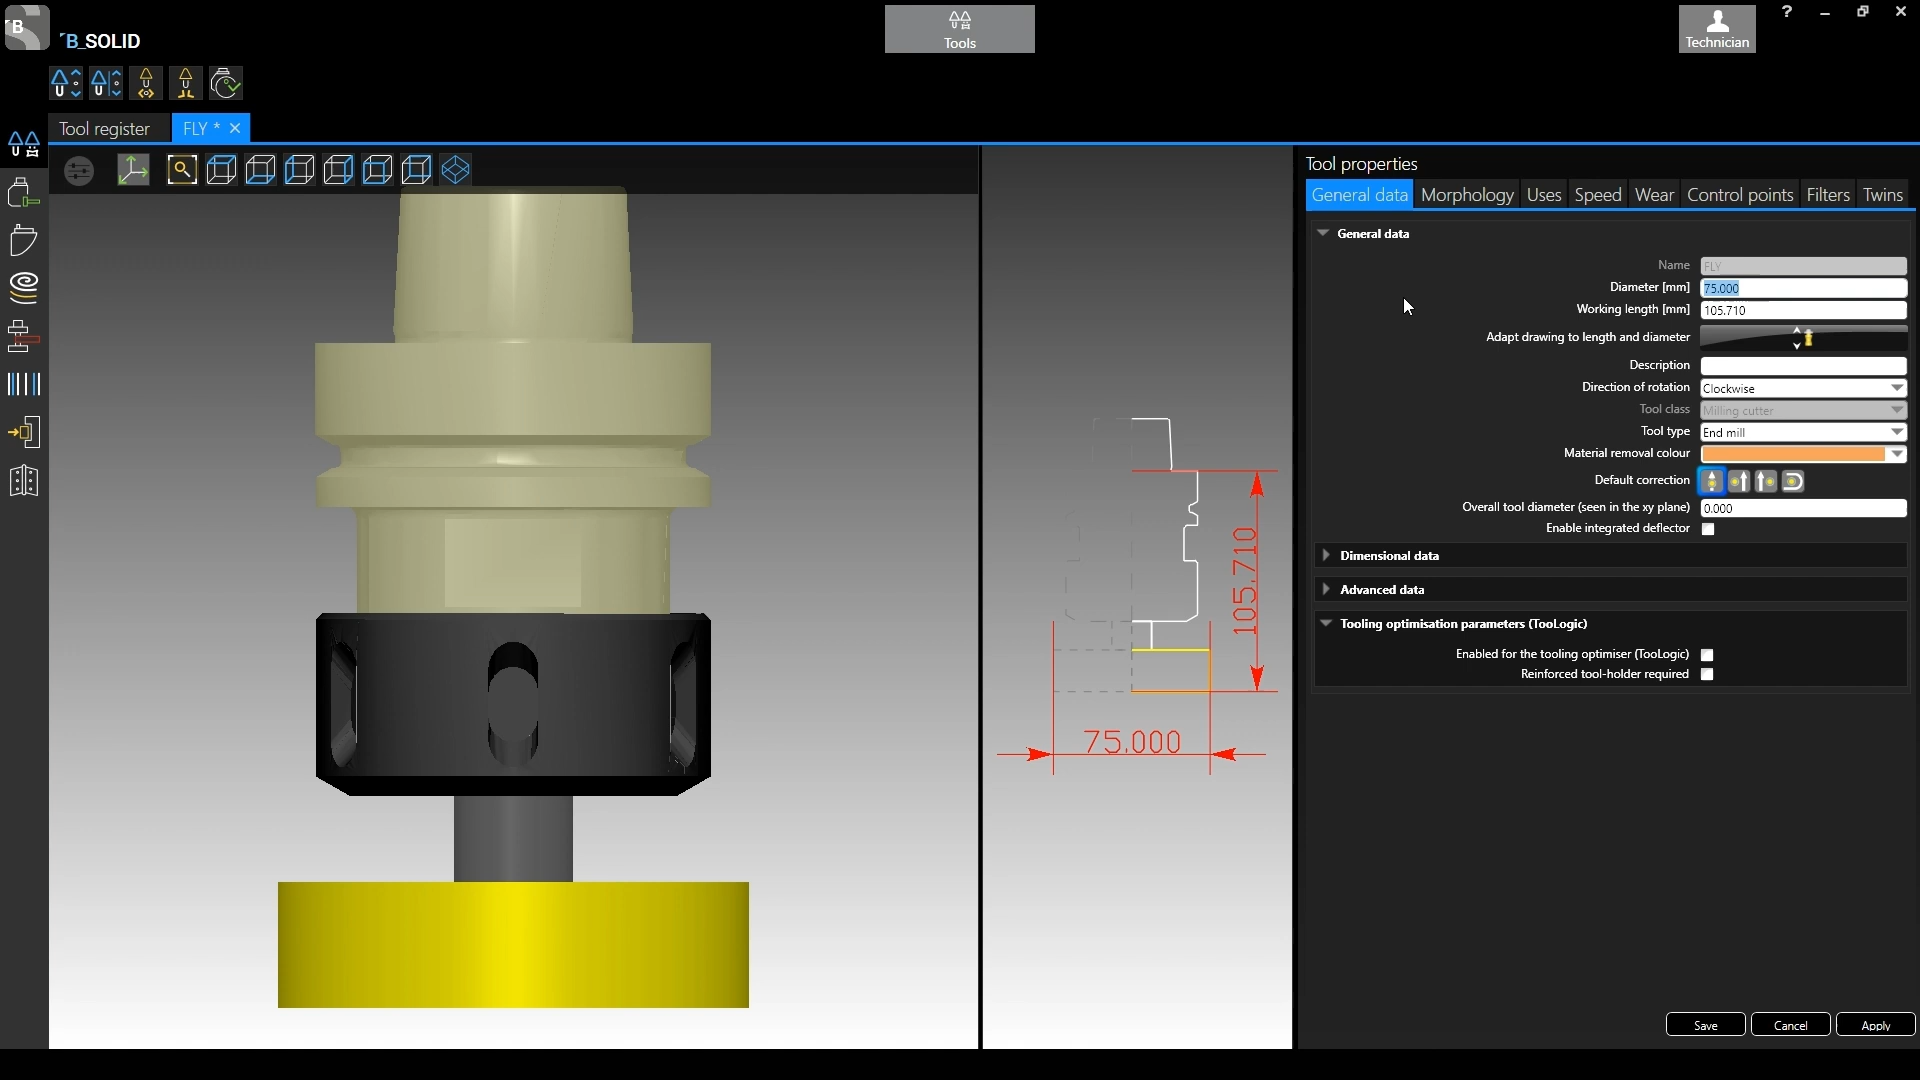 B
B_SOLID
Tools
Technician
?
Tool register
FLY *
Tool properties
General data
Morphology
Uses
Speed
Wear
Control points
Filters
Twins
General data
Name
FLY
Diameter [mm]
75.000
Working length [mm]
105.710
Adapt drawing to length and diameter
Description
Direction of rotation
Clockwise
Tool class
Milling cutter
Tool type
End mill
Material removal colour
Default correction
Overall tool diameter (seen in the xy plane)
0.000
Enable integrated deflector
Dimensional data
Advanced data
Tooling optimisation parameters (TooLogic)
Enabled for the tooling optimiser (TooLogic)
Reinforced tool-holder required
105.710
75.000
Save
Cancel
Apply